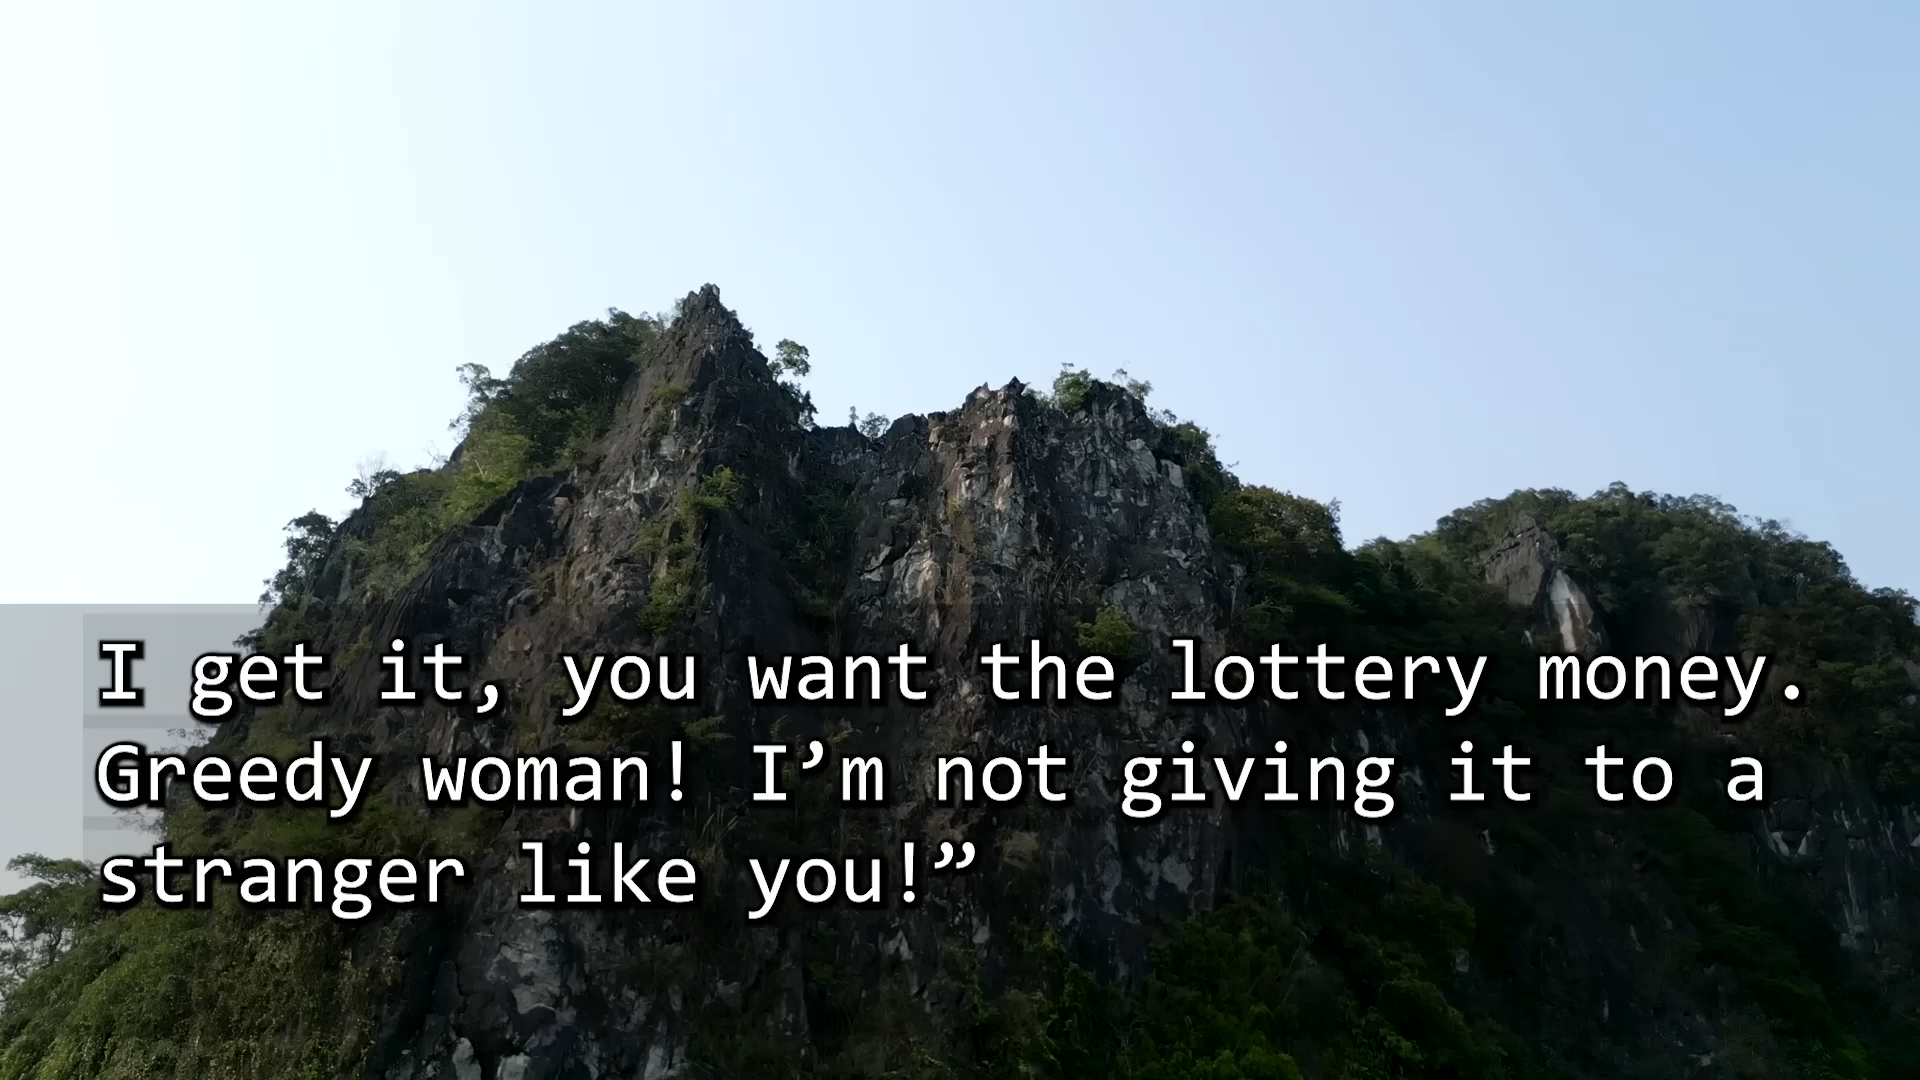 I get it, you want the lottery money.
Greedy woman! I’m not giving it to a
stranger like you!”